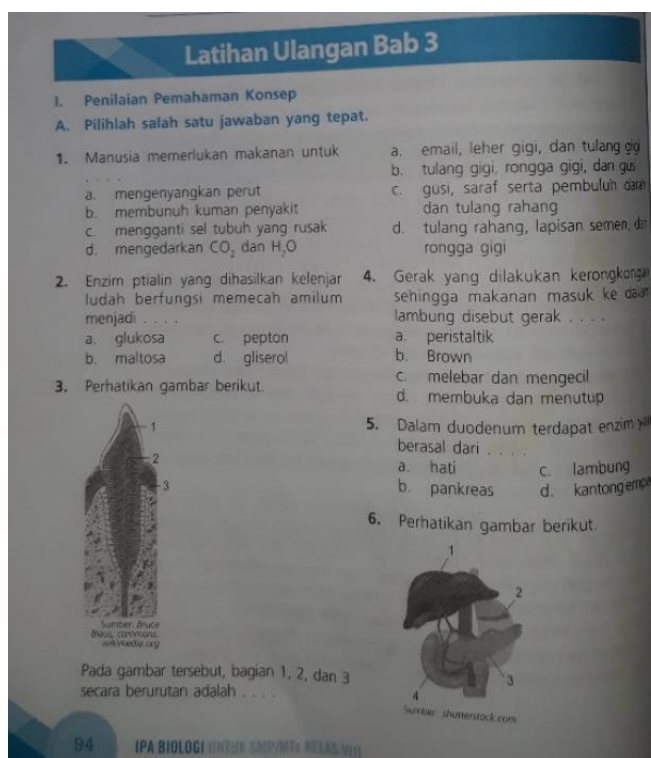 Latihan Ulangan Bab 3
I. Penilaian Pemahaman Konsep
A. Pilihlah salah satu jawaban yang tepat.
1. Manusia memerlukan makanan untuk
. . . .
a. mengenyangkan perut
b. membunuh kuman penyakit
c. mengganti sel tubuh yang rusak
d. mengedarkan CO₂ dan H₂O
2. Enzim ptialin yang dihasilkan kelenjar
ludah berfungsi memecah amilum
menjadi . . . .
a. glukosa c. pepton
b. maltosa d. gliserol
3. Perhatikan gambar berikut.
1
2
3
Sumber: Bruce
Blaus, commons.
wikimedia.org
Pada gambar tersebut, bagian 1, 2, dan 3
secara berurutan adalah . . . .
a. email, leher gigi, dan tulang gigi
b. tulang gigi, rongga gigi, dan gusi
c. gusi, saraf serta pembuluh darah
dan tulang rahang
d. tulang rahang, lapisan semen, dan
rongga gigi
4. Gerak yang dilakukan kerongkongan
sehingga makanan masuk ke dalam
lambung disebut gerak . . . .
a. peristaltik
b. Brown
c. melebar dan mengecil
d. membuka dan menutup
5. Dalam duodenum terdapat enzim yang
berasal dari . . . .
a. hati c. lambung
b. pankreas d. kantong
6. Perhatikan gambar berikut.
1
2
3
4
Sumber: shutterstock.com
94 IPA BIOLOGI UNTUK SMP/MTs KELAS VIII